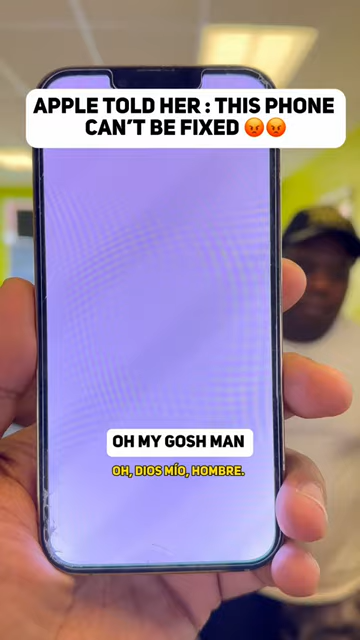 APPLE TOLD HER : THIS PHONE
CAN'T BE FIXED 😡😡
OH MY GOSH MAN
OH, DIOS MÍO, HOMBRE.